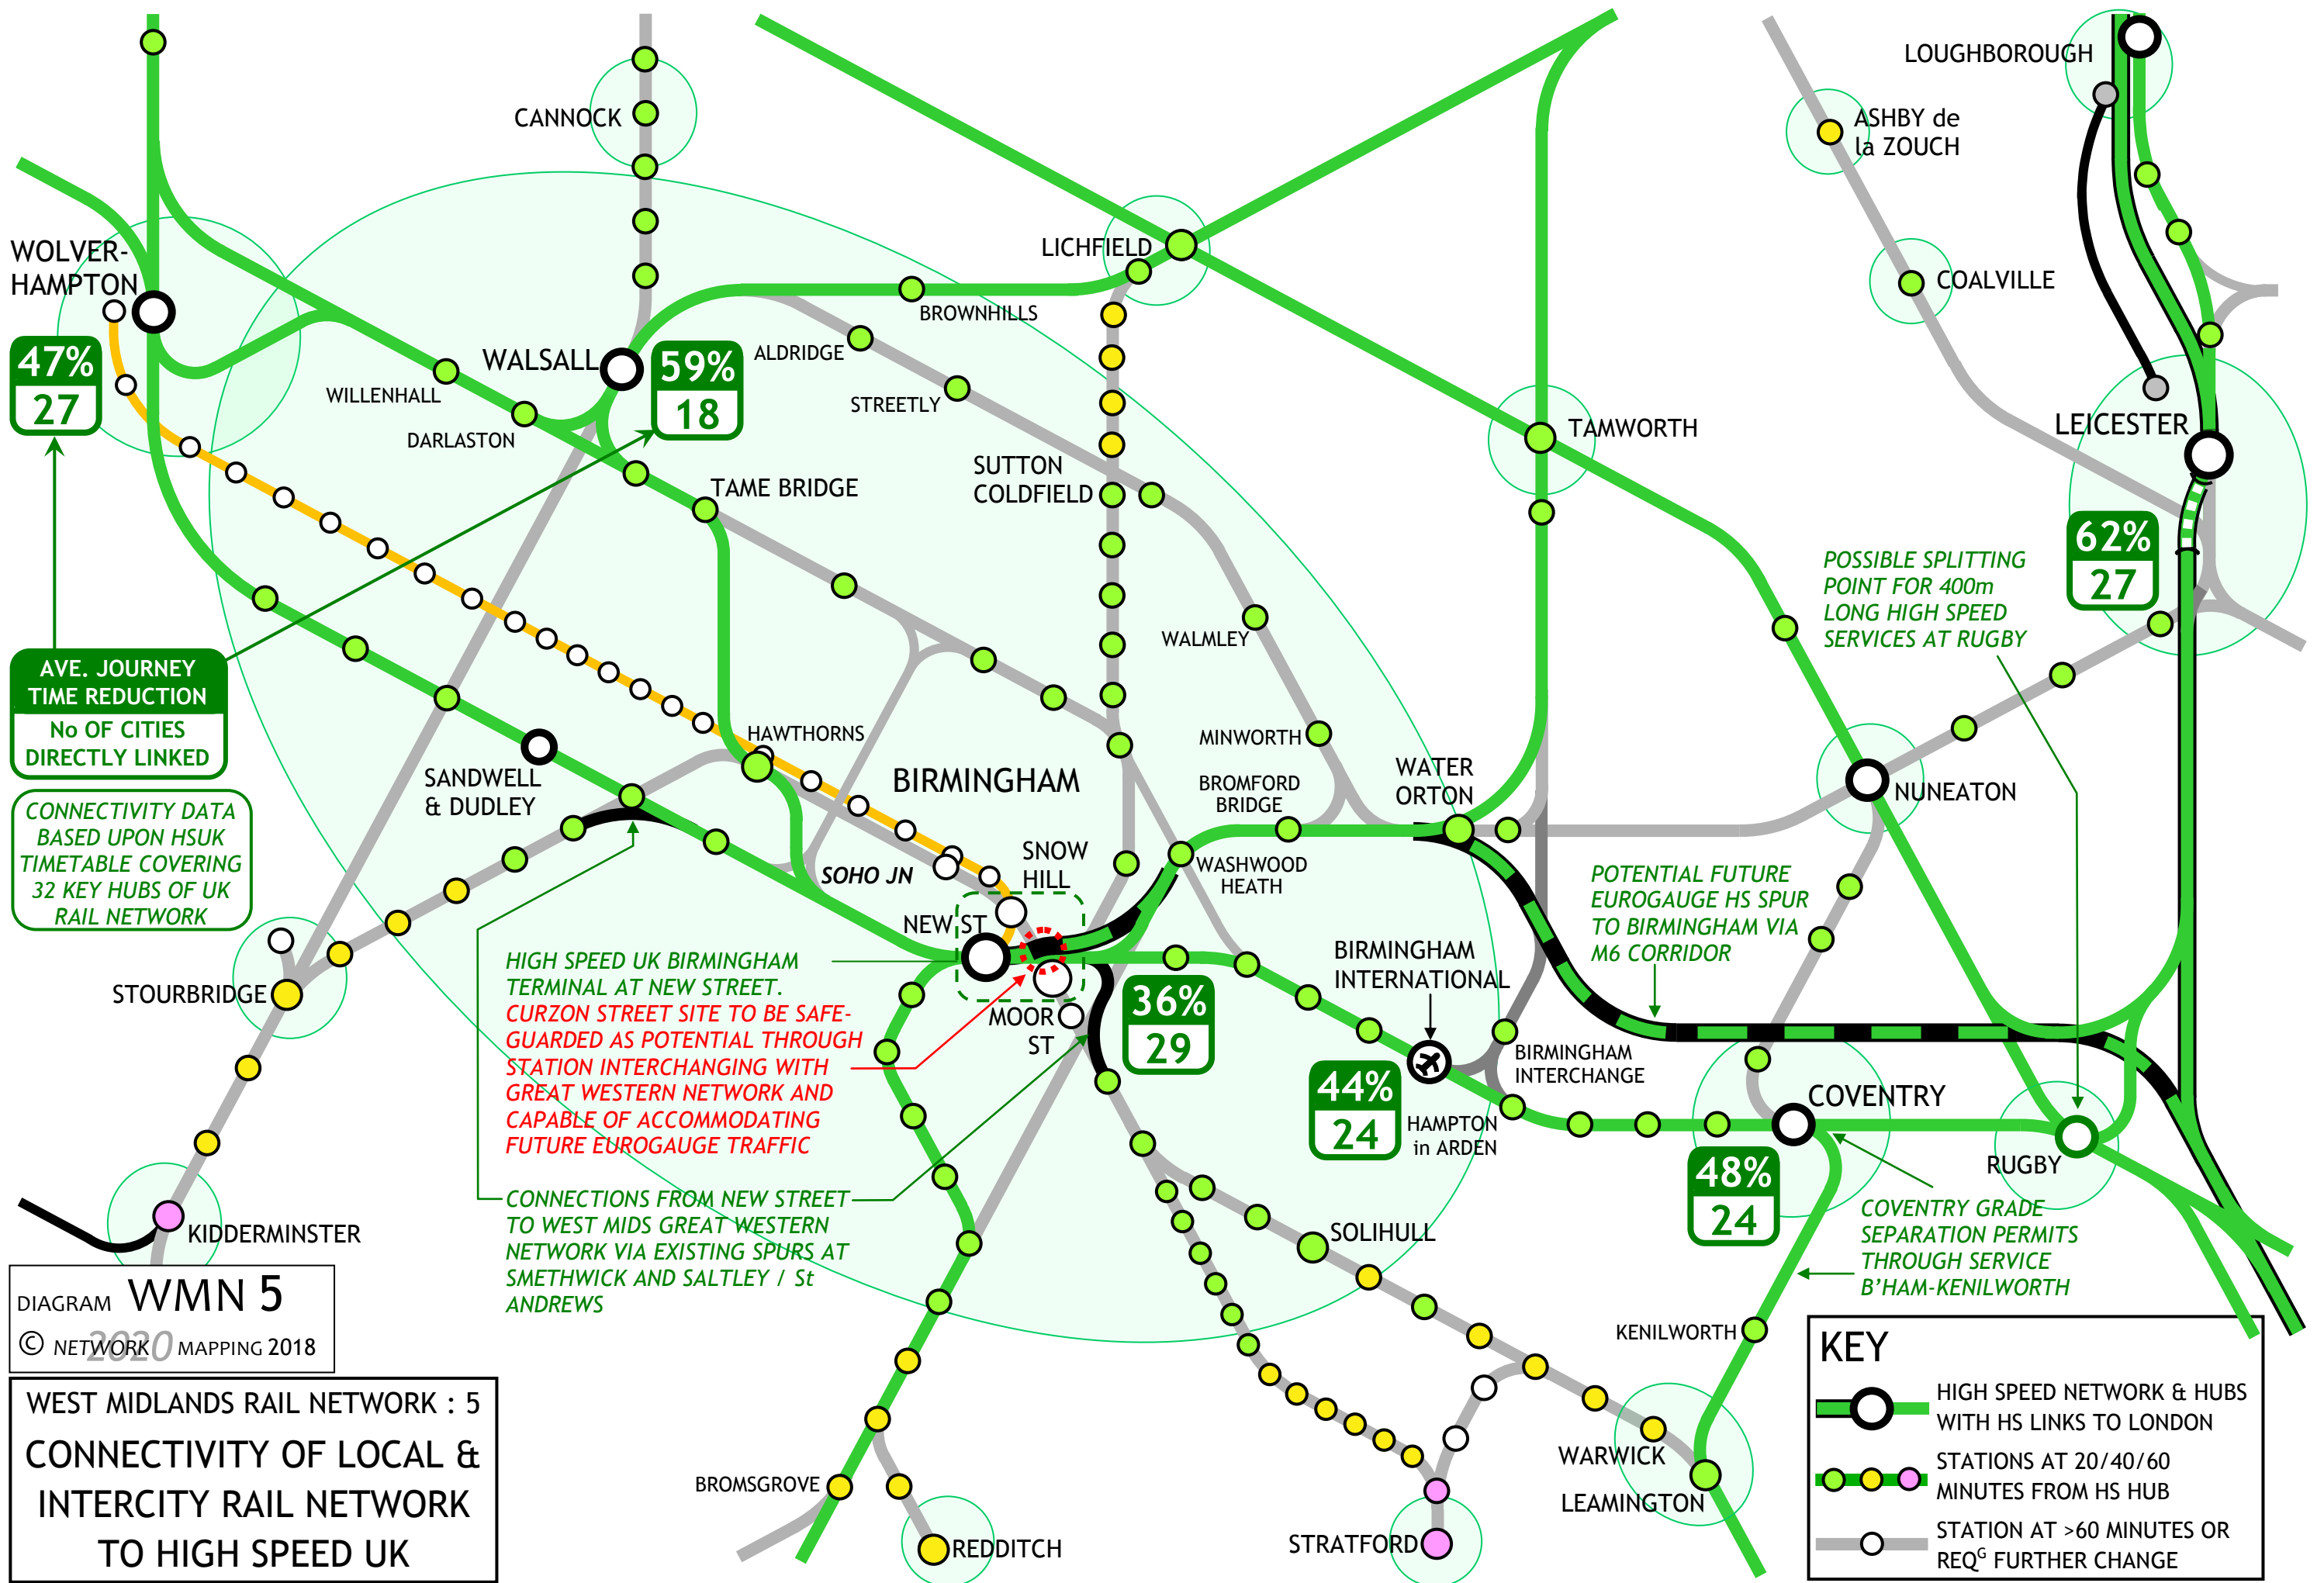 LOUGHBOROUGH
CANNOCK
ASHBY de
la ZOUCH
WOLVER-
HAMPTON
LICHFIELD
COALVILLE
BROWNHILLS
47%
27
WALSALL
59%
18
ALDRIDGE
WILLENHALL
STREETLY
DARLASTON
TAMWORTH
LEICESTER
SUTTON
COLDFIELD
TAME BRIDGE
62%
27
POSSIBLE SPLITTING
POINT FOR 400m
LONG HIGH SPEED
SERVICES AT RUGBY
WALMLEY
AVE. JOURNEY
TIME REDUCTION
No OF CITIES
DIRECTLY LINKED
HAWTHORNS
MINWORTH
SANDWELL
& DUDLEY
BIRMINGHAM
BROMFORD
BRIDGE
WATER
ORTON
NUNEATON
CONNECTIVITY DATA
BASED UPON HSUK
TIMETABLE COVERING
32 KEY HUBS OF UK
RAIL NETWORK
SOHO JN
SNOW
HILL
WASHWOOD
HEATH
POTENTIAL FUTURE
EUROGAUGE HS SPUR
TO BIRMINGHAM VIA
M6 CORRIDOR
NEW ST
BIRMINGHAM
INTERNATIONAL
STOURBRIDGE
HIGH SPEED UK BIRMINGHAM
TERMINAL AT NEW STREET.
CURZON STREET SITE TO BE SAFE-
GUARDED AS POTENTIAL THROUGH
STATION INTERCHANGING WITH
GREAT WESTERN NETWORK AND
CAPABLE OF ACCOMMODATING
FUTURE EUROGAUGE TRAFFIC
MOOR
ST
36%
29
BIRMINGHAM
INTERCHANGE
44%
24
HAMPTON
in ARDEN
COVENTRY
48%
24
RUGBY
CONNECTIONS FROM NEW STREET
TO WEST MIDS GREAT WESTERN
NETWORK VIA EXISTING SPURS AT
SMETHWICK AND SALTLEY / St
ANDREWS
COVENTRY GRADE
SEPARATION PERMITS
THROUGH SERVICE
B'HAM-KENILWORTH
KIDDERMINSTER
SOLIHULL
DIAGRAM WMN 5
© NETWORK 2020 MAPPING 2018
KENILWORTH
WEST MIDLANDS RAIL NETWORK : 5
CONNECTIVITY OF LOCAL &
INTERCITY RAIL NETWORK
TO HIGH SPEED UK
BROMSGROVE
REDDITCH
STRATFORD
WARWICK
LEAMINGTON
KEY
HIGH SPEED NETWORK & HUBS
WITH HS LINKS TO LONDON
STATIONS AT 20/40/60
MINUTES FROM HS HUB
STATION AT >60 MINUTES OR
REQG FURTHER CHANGE